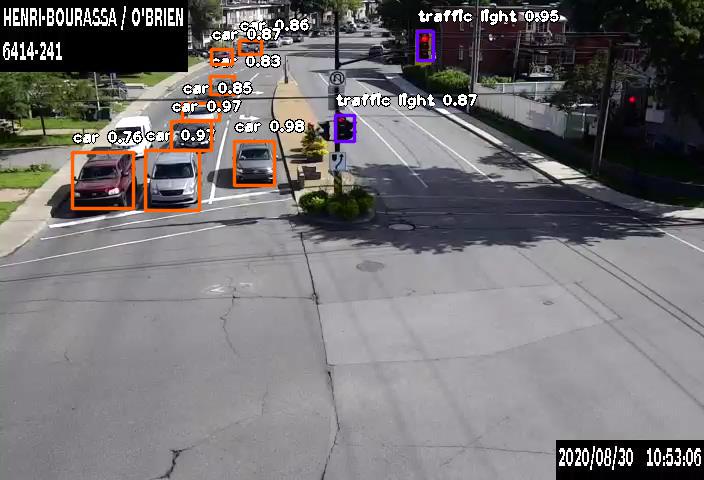 HENRI-BOURASSA / O'BRIEN
6414-241
car 0.86
car 0.87
car 0.83
car 0.85
car 0.97
car 0.76
car 0.97
car 0.98
traffic light 0.95
traffic light 0.87
2020/08/30 10:53:06